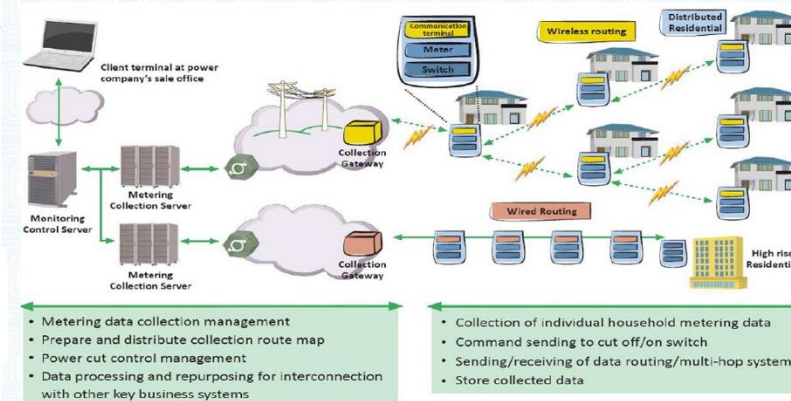 Communication
terminal
Meter
Switch
Wireless routing
Distributed
Residential
Client terminal at power
company's sale office
Collection
Gateway
Metering
Collection Server
Monitoring
Control Server
Wired Routing
Metering
Collection Server
Collection
Gateway
High rise
Residenti
• Metering data collection management
• Prepare and distribute collection route map
• Power cut control management
• Data processing and repurposing for interconnection
with other key business systems
• Collection of individual household metering data
• Command sending to cut off/on switch
• Sending/receiving of data routing/multi-hop system
• Store collected data